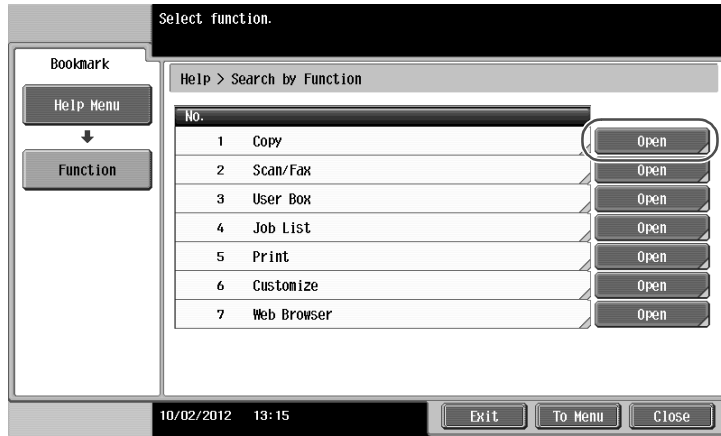 Select function.
Bookmark
Help Menu
Function
Help > Search by Function
No.
1 Copy Open
2 Scan/Fax Open
3 User Box Open
4 Job List Open
5 Print Open
6 Customize Open
7 Web Browser Open
10/02/2012 13:15 Exit To Menu Close